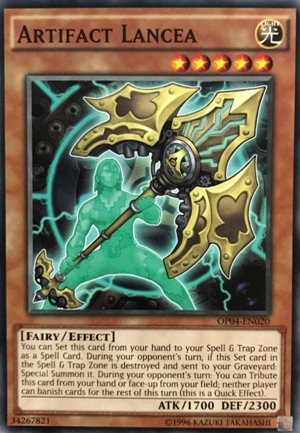 ARTIFACT LANCEA
LIGHT
光
OP04-EN020
[FAIRY/EFFECT]
You can Set this card from your hand to your Spell & Trap Zone
as a Spell Card. During your opponent's turn, if this Set card in
the Spell & Trap Zone is destroyed and sent to your Graveyard:
Special Summon it. During your opponent's turn: You can Tribute
this card from your hand or face-up from your field; neither player
can banish cards for the rest of this turn (this is a Quick Effect).
ATK/1700 DEF/2300
34267821
©1996 KAZUKI TAKAHASHI